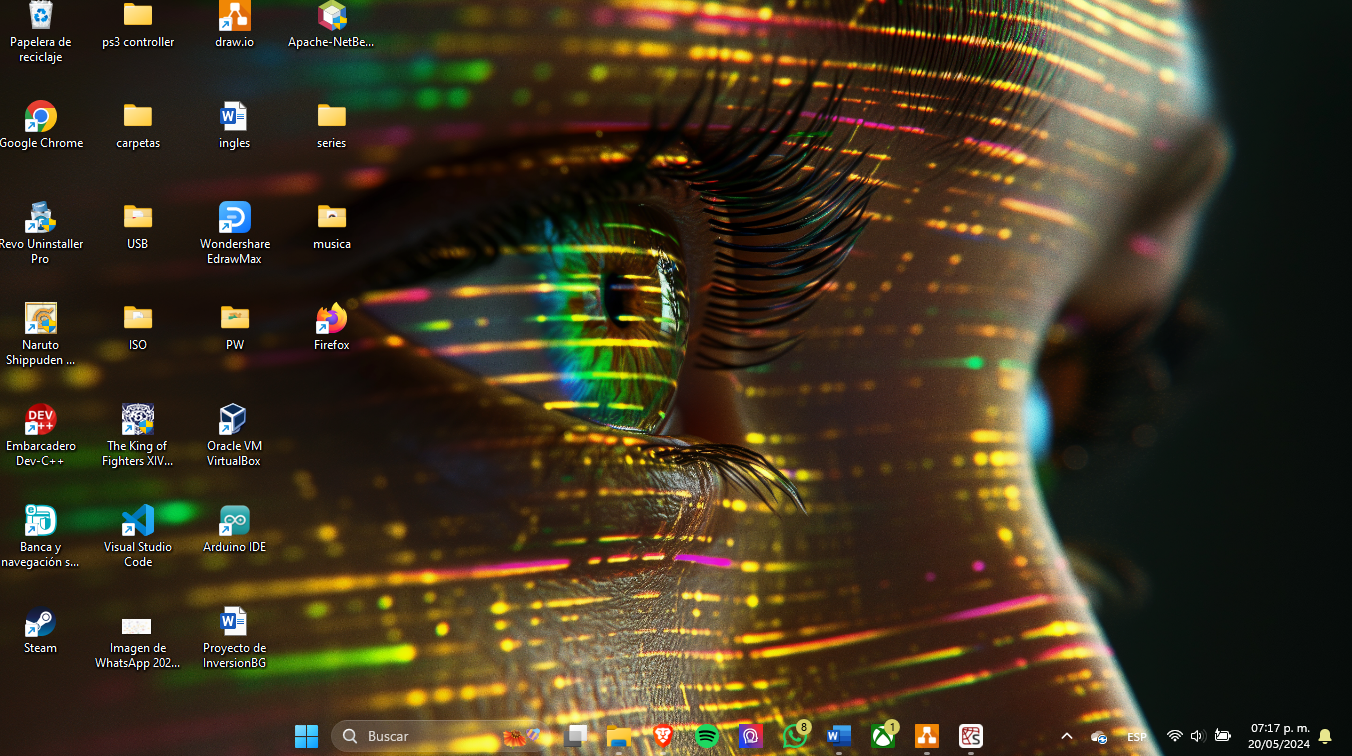 Papelera de
reciclaje
ps3 controller
draw.io
Apache-NetBe...
Google Chrome
carpetas
ingles
series
Revo Uninstaller
Pro
USB
Wondershare
EdrawMax
musica
Naruto
Shippuden ...
ISO
PW
Firefox
DEV
C++
Embarcadero
Dev-C++
The King of
Fighters XIV...
Oracle VM
VirtualBox
Banca y
navegación s...
Visual Studio
Code
Arduino IDE
Steam
Imagen de
WhatsApp 202...
Proyecto de
InversionBG
Buscar
8
1
ESP
07:17 p. m.
20/05/2024